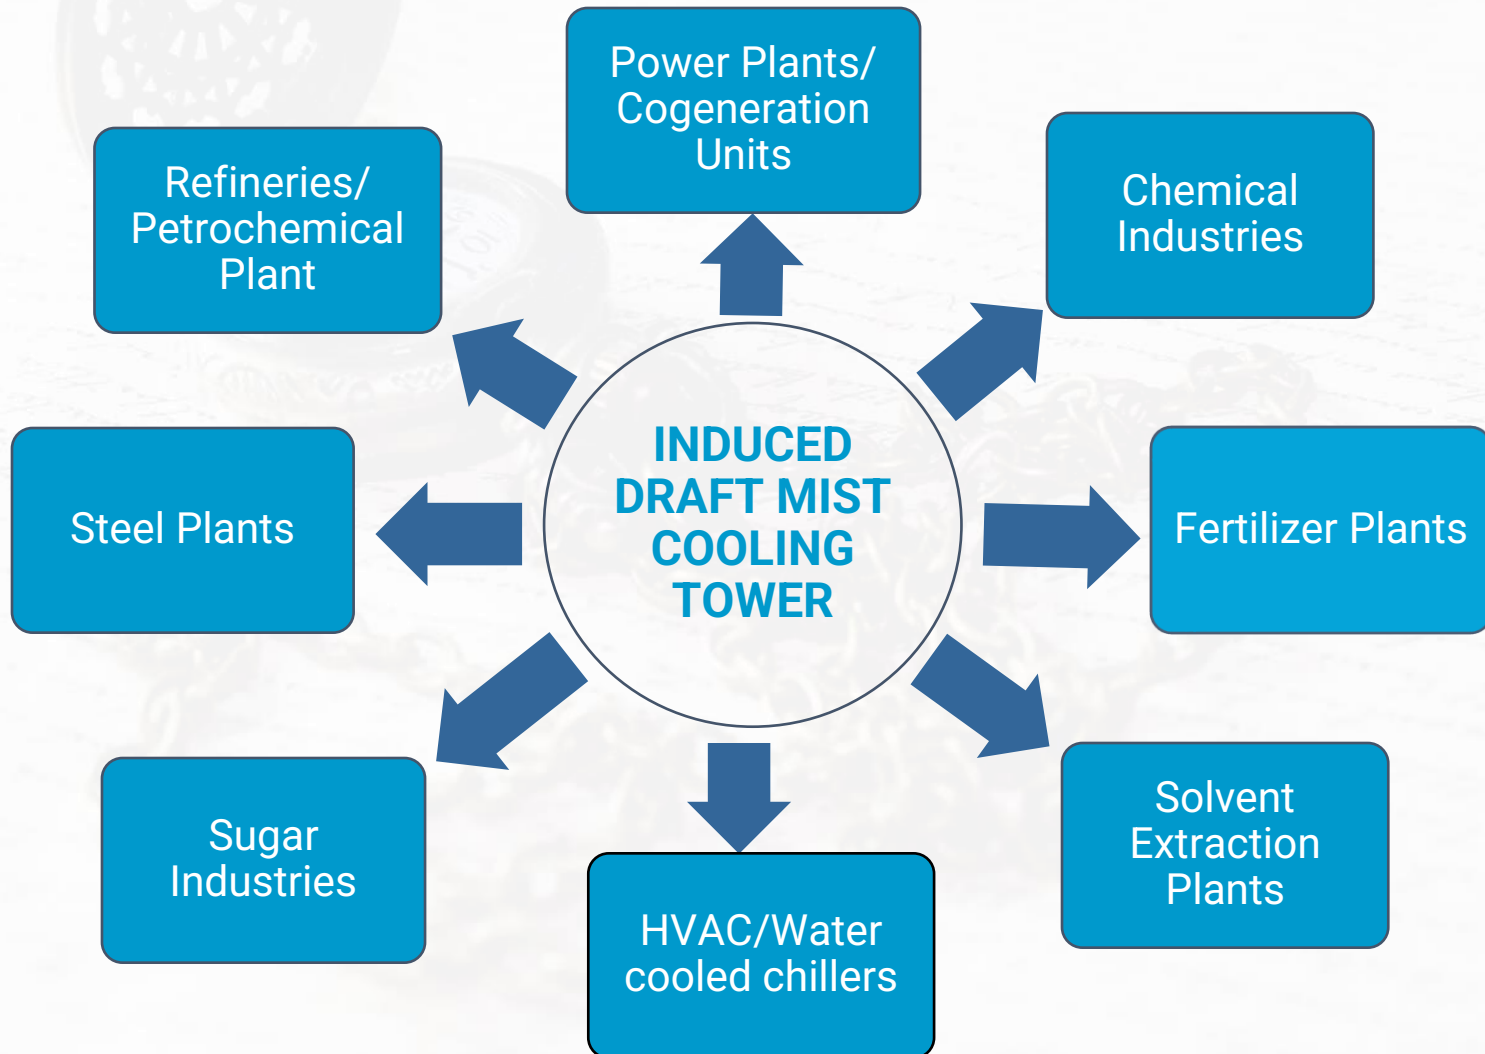 Power Plants/
Cogeneration
Units
Chemical
Industries
Refineries/
Petrochemical
Plant
INDUCED
DRAFT MIST
COOLING
TOWER
Steel Plants
Fertilizer Plants
Solvent
Extraction
Plants
Sugar
Industries
HVAC/Water
cooled chillers